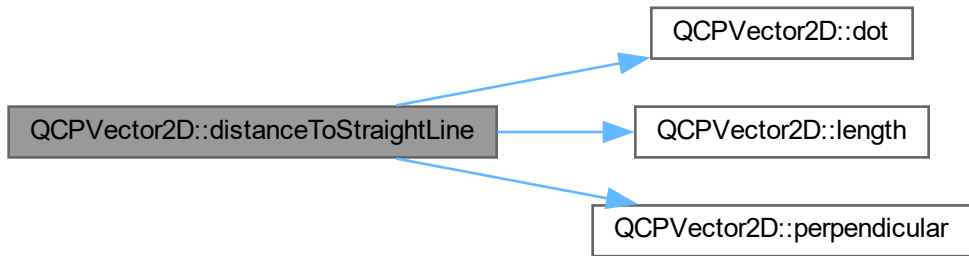 QCPVector2D::dot
QCPVector2D::distanceToStraightLine
QCPVector2D::length
QCPVector2D::perpendicular